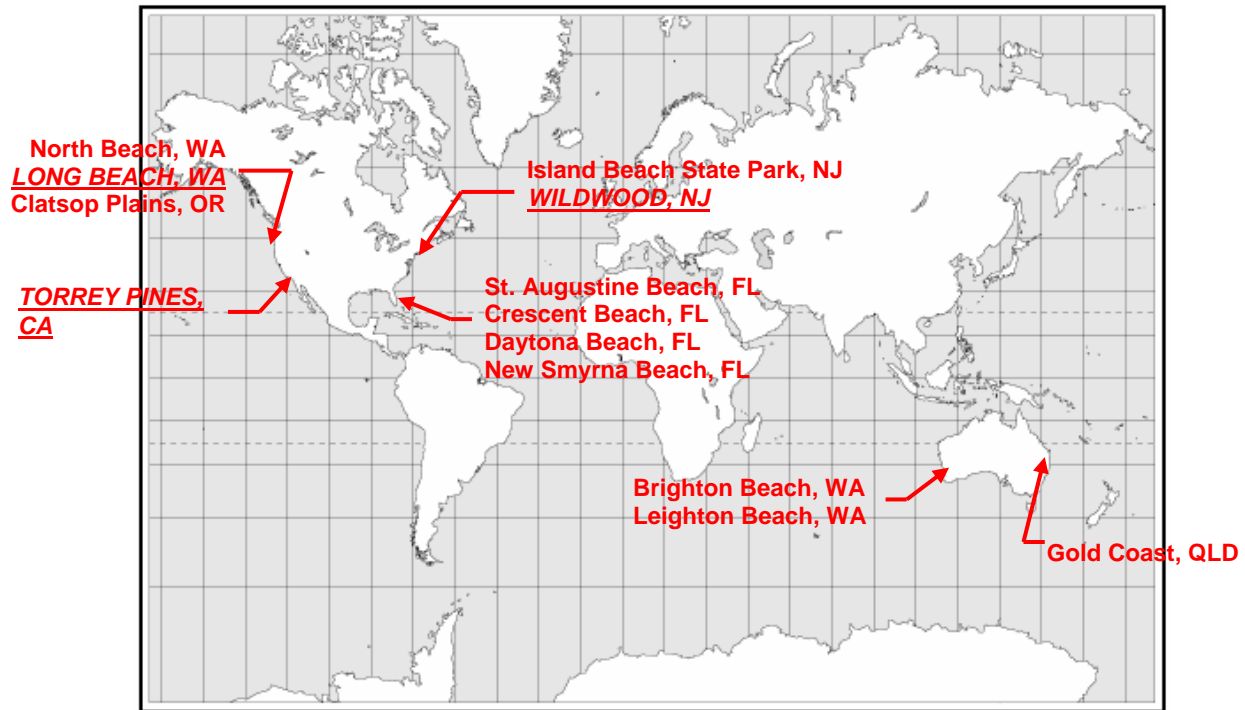 North Beach, WA
LONG BEACH, WA
Clatsop Plains, OR
Island Beach State Park, NJ
WILDWOOD, NJ
TORREY PINES,
CA
St. Augustine Beach, FL
Crescent Beach, FL
Daytona Beach, FL
New Smyrna Beach, FL
Brighton Beach, WA
Leighton Beach, WA
Gold Coast, QLD